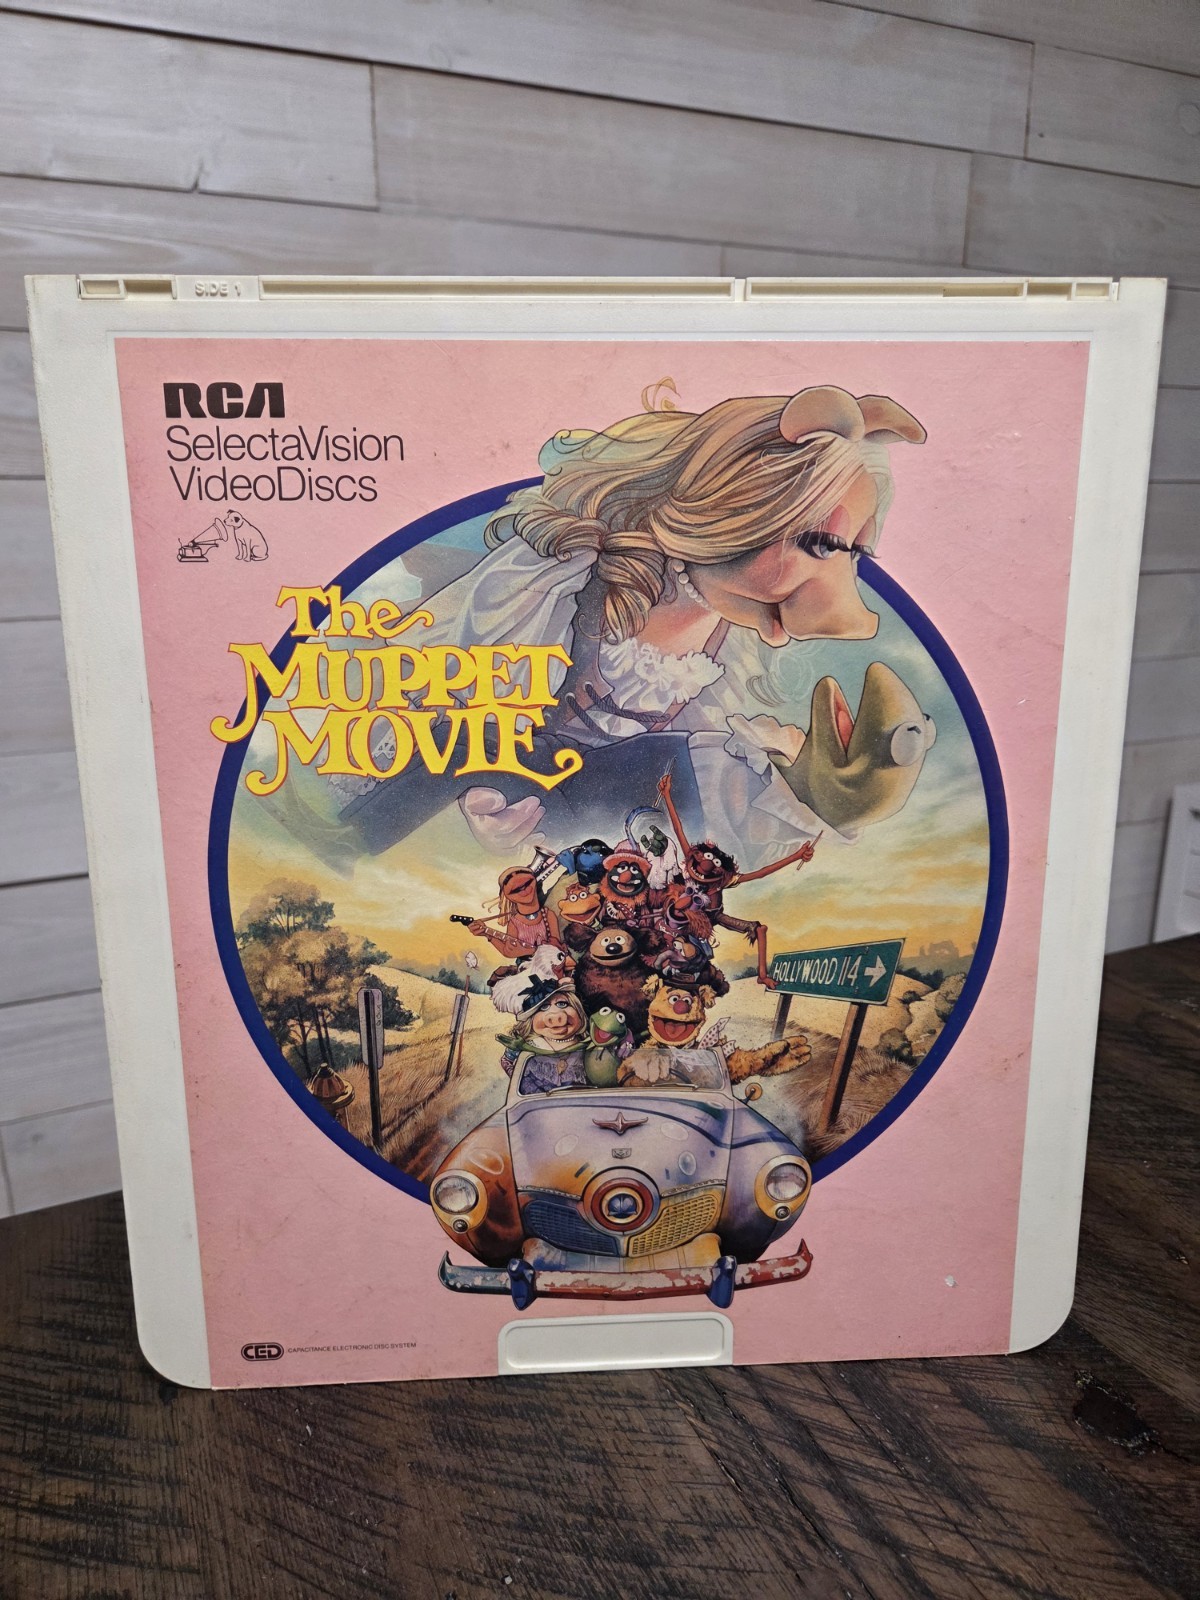 SIDE 1
RCA
SelectaVision
VideoDiscs
The
MUPPET
MOVIE
HOLLYWOOD 114 →
CED CAPACITANCE ELECTRONIC DISC SYSTEM